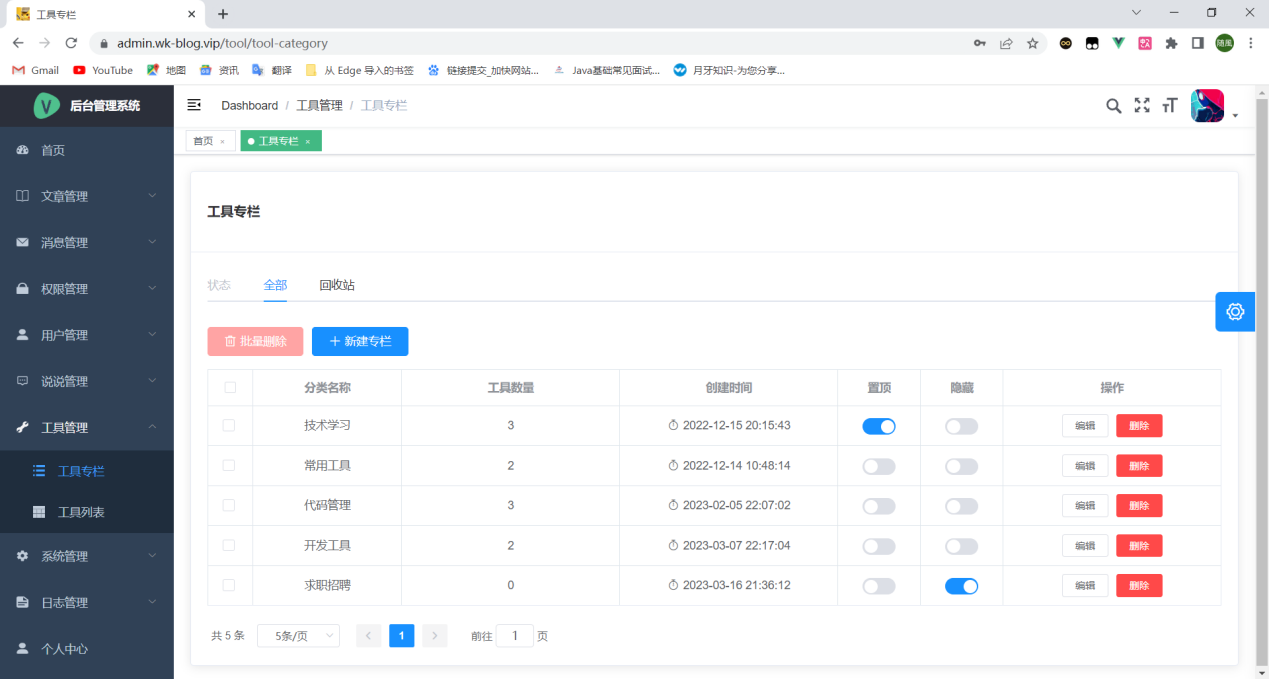 工具专栏
admin.wk-blog.vip/tool/tool-category
Gmail YouTube 地图 资讯 翻译 从 Edge 导入的书签 链接提交_加快网站... Java基础常见面试... 月牙知识-为您分享...
V 后台管理系统
Dashboard / 工具管理 / 工具专栏
首页 × 工具专栏 ×
首页
文章管理
消息管理
权限管理
用户管理
说说管理
工具管理
工具专栏
工具列表
系统管理
日志管理
个人中心
工具专栏
状态 全部 回收站
批量删除 + 新建专栏
分类名称 工具数量 创建时间 置顶 隐藏 操作
技术学习 3 2022-12-15 20:15:43 编辑 删除
常用工具 2 2022-12-14 10:48:14 编辑 删除
代码管理 3 2023-02-05 22:07:02 编辑 删除
开发工具 2 2023-03-07 22:17:04 编辑 删除
求职招聘 0 2023-03-16 21:36:12 编辑 删除
共 5 条 5条/页 < 1 > 前往 1 页